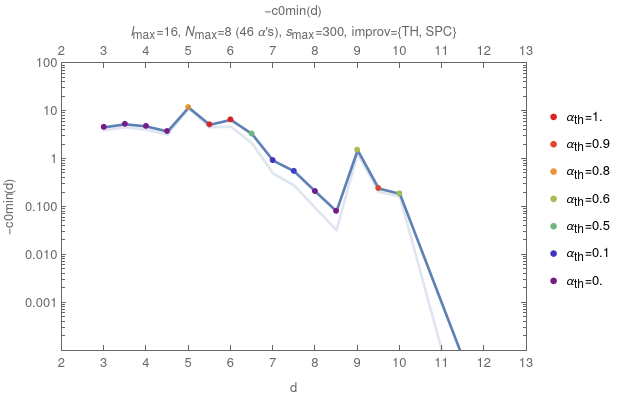 −c0min(d)
lmax=16, Nmax=8 (46 α's), smax=300, improv={TH, SPC}
2 3 4 5 6 7 8 9 10 11 12 13
100
10
1
0.100
0.010
0.001
−c0min(d)
2 3 4 5 6 7 8 9 10 11 12 13
d
αth=1.
αth=0.9
αth=0.8
αth=0.6
αth=0.5
αth=0.1
αth=0.